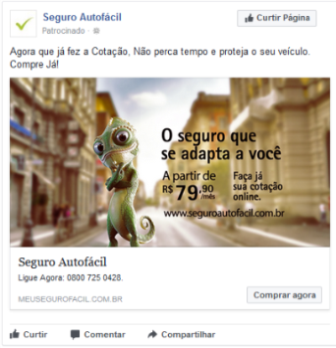 Seguro Autofácil
Curtir Página
Patrocinado
Agora que já fez a Cotação, Não perca tempo e proteja o seu veículo.
Compre Já!
O seguro que
se adapta a você
A partir de
R$ 79,90 /mês
Faça já
sua cotação
online.
www.seguroautofacil.com.br
Seguro Autofácil
Ligue Agora: 0800 725 0428.
MEUSEGUROFACIL.COM.BR
Comprar agora
Curtir
Comentar
Compartilhar